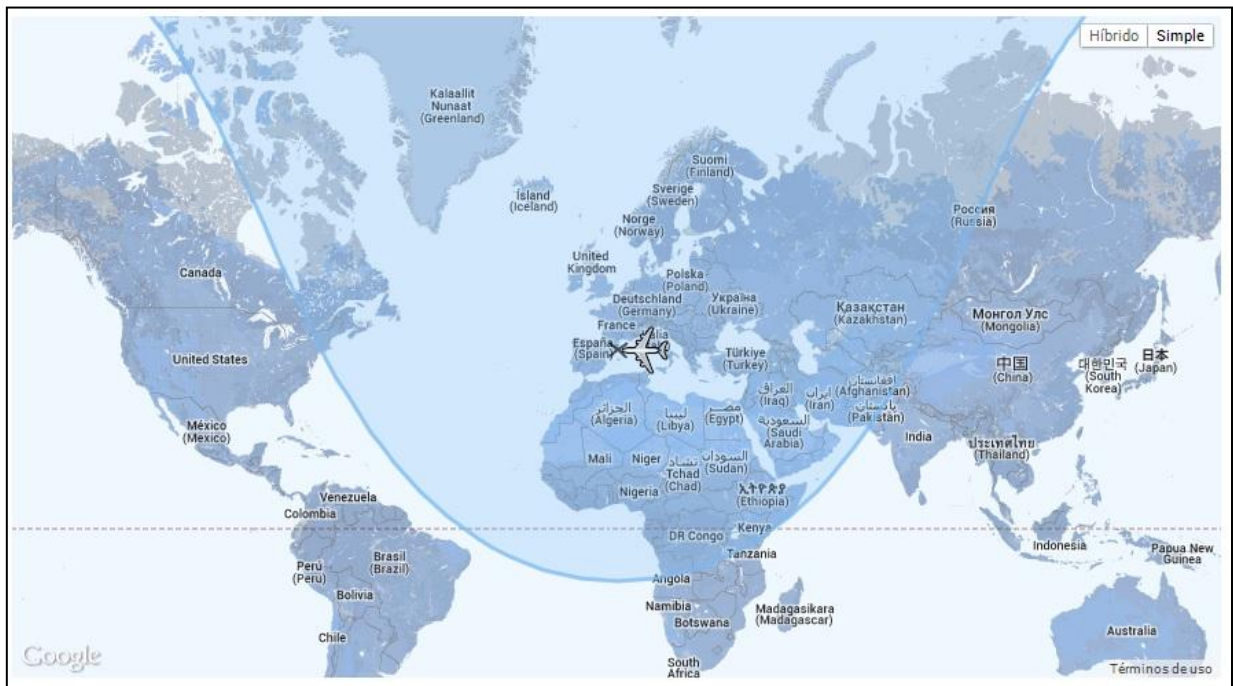 Híbrido
Simple
Kalaallit
Nunaat
(Greenland)
Suomi
(Finland)
Ísland
(Iceland)
Sverige
(Sweden)
Norge
(Norway)
Россия
(Russia)
United
Kingdom
Canada
Polska
(Poland)
Deutschland
(Germany)
Україна
(Ukraine)
Қазақстан
(Kazakhstan)
Монгол Улс
(Mongolia)
France
España
(Spain)
Türkiye
(Turkey)
United States
中国
(China)
대한민국
(South
Korea)
日本
(Japan)
افغانستان
(Afghanistan)
العراق
(Iraq)
ایران
(Iran)
پاکستان
(Pakistan)
الجزائر
(Algeria)
ليبيا
(Libya)
مصر
(Egypt)
السعودية
(Saudi
Arabia)
México
(Mexico)
India
ประเทศไทย
(Thailand)
Mali
Niger
تشاد
Tchad
(Chad)
السودان
(Sudan)
Nigeria
ኢትዮጵያ
(Ethiopia)
Venezuela
Colombia
DR Congo
Kenya
Indonesia
Papua New
Guinea
Tanzania
Perú
(Peru)
Brasil
(Brazil)
Angola
Bolivia
Namibia
Botswana
Madagasikara
(Madagascar)
Chile
Australia
South
Africa
Google
Términos de uso